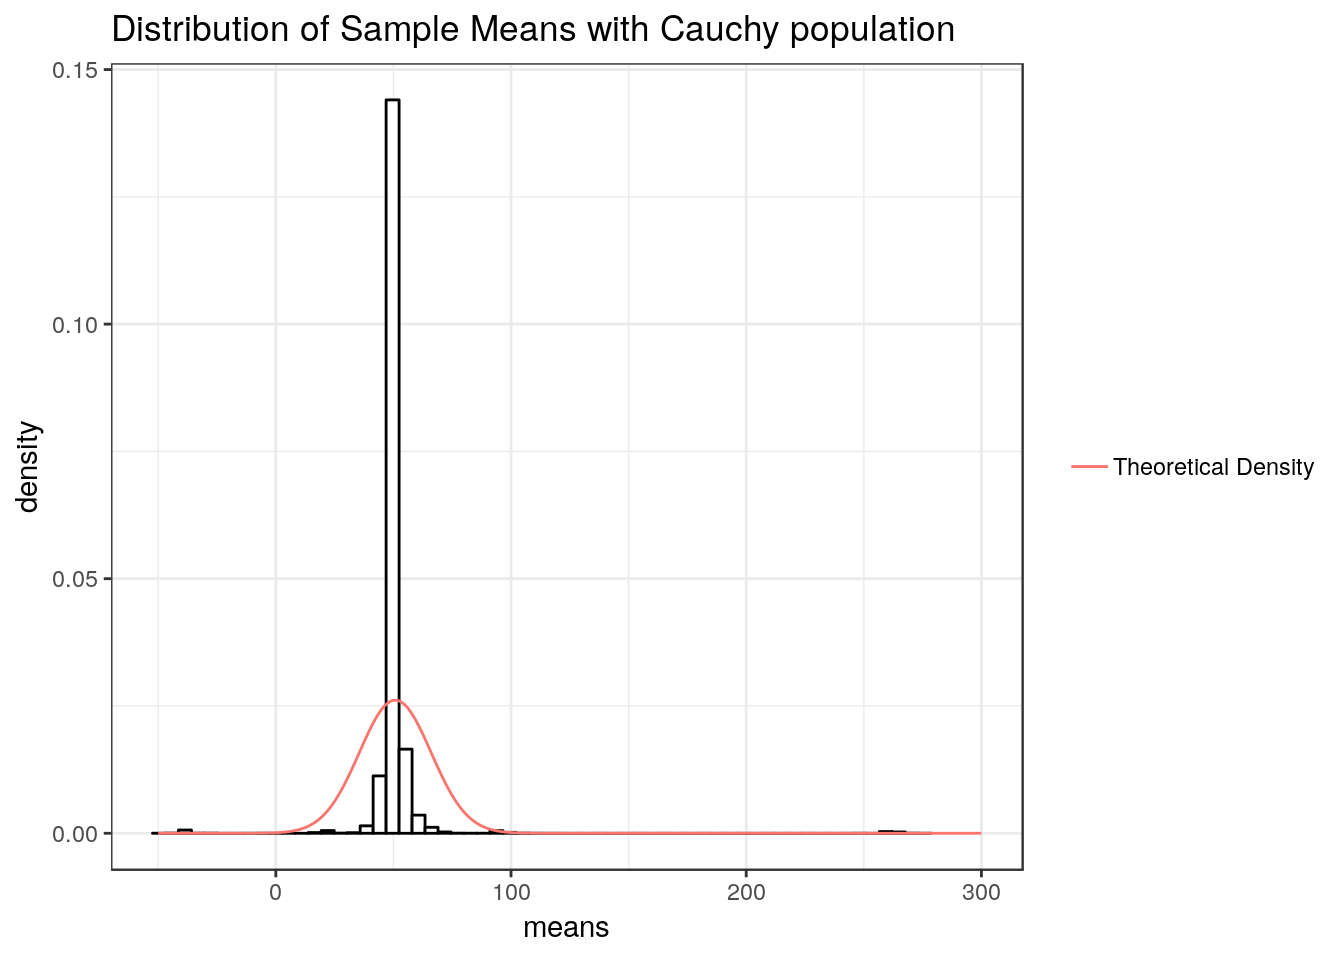 Distribution of Sample Means with Cauchy population
0.15
0.10
0.05
0.00
density
0
100
200
300
means
Theoretical Density